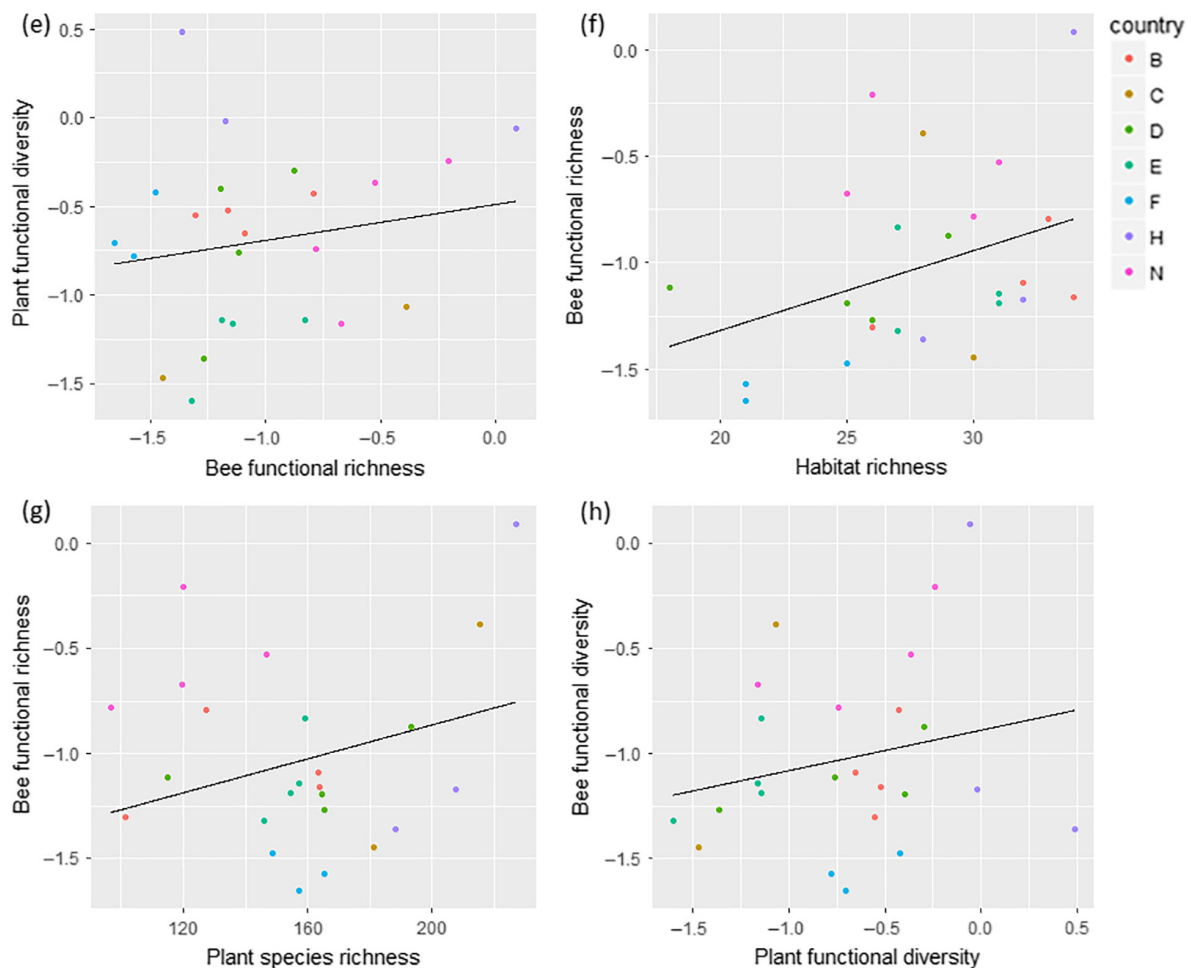 (e)
Plant functional diversity
0.5
0.0
−0.5
−1.0
−1.5
−1.5 −1.0 −0.5 0.0
Bee functional richness
(f)
Bee functional richness
0.0
−0.5
−1.0
−1.5
20 25 30
Habitat richness
country
B
C
D
E
F
H
N
(g)
Bee functional richness
0.0
−0.5
−1.0
−1.5
120 160 200
Plant species richness
(h)
Bee functional diversity
0.0
−0.5
−1.0
−1.5
−1.5 −1.0 −0.5 0.0 0.5
Plant functional diversity